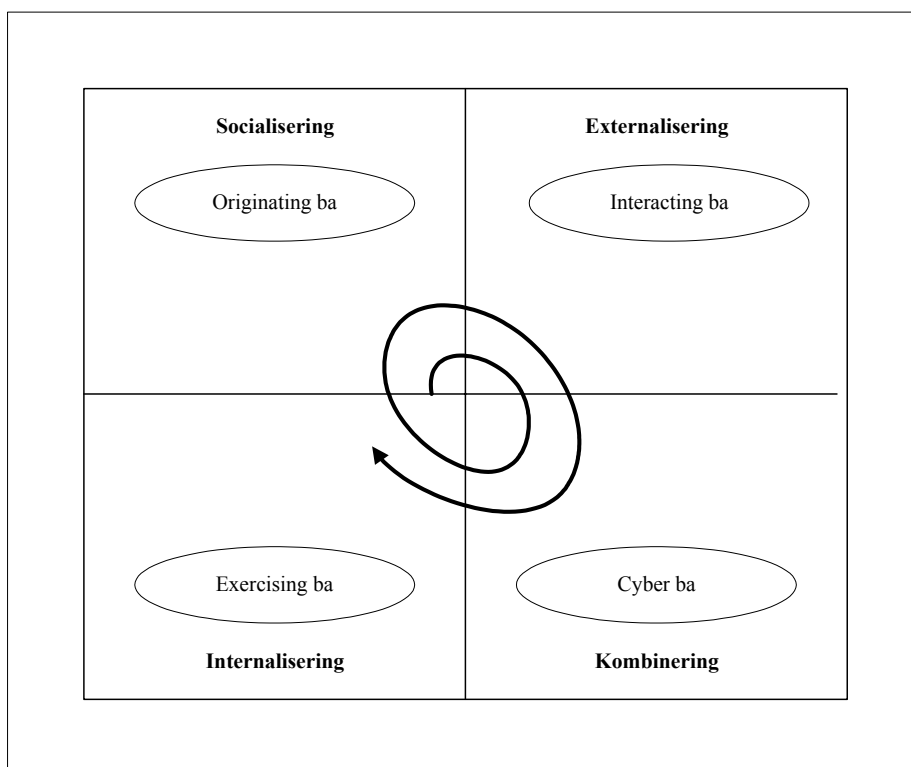 Socialisering
Externalisering
Originating ba
Interacting ba
Exercising ba
Cyber ba
Internalisering
Kombinering